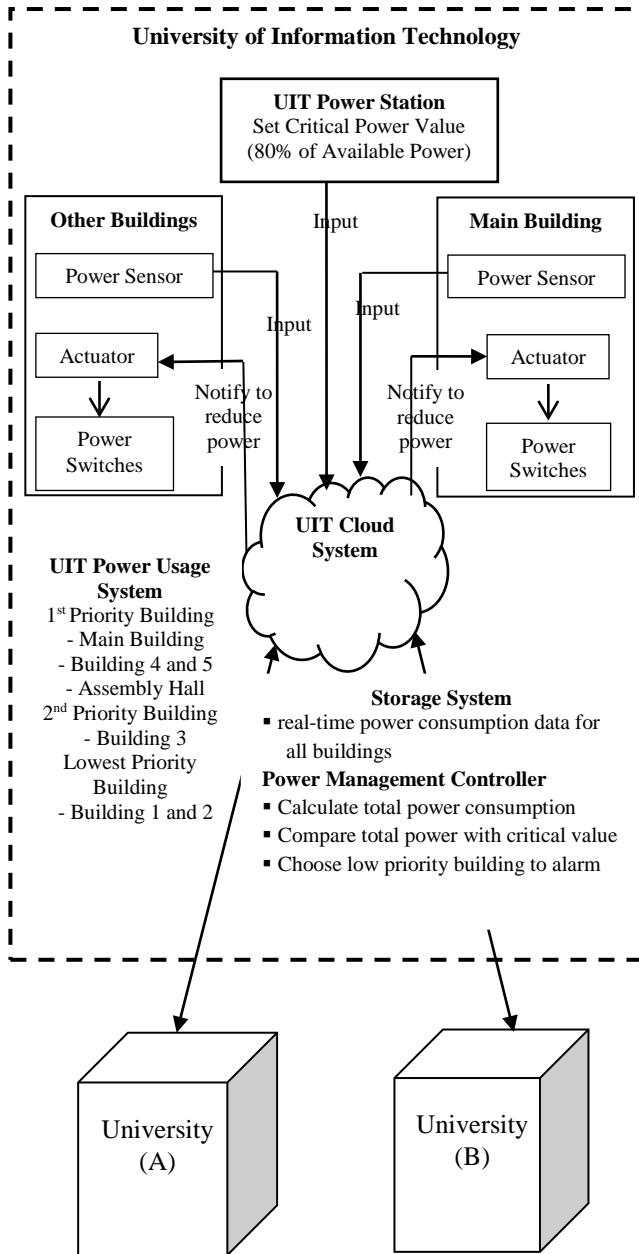 University of Information Technology
UIT Power Station
Set Critical Power Value
(80% of Available Power)
Other Buildings
Power Sensor
Actuator
Power
Switches
Input
Input
Input
Main Building
Power Sensor
Actuator
Power
Switches
Notify to
reduce
power
Notify to
reduce
power
UIT Cloud
System
UIT Power Usage
System
1st Priority Building
- Main Building
- Building 4 and 5
- Assembly Hall
2nd Priority Building
- Building 3
Lowest Priority
Building
- Building 1 and 2
Storage System
▪ real-time power consumption data for
all buildings
Power Management Controller
▪ Calculate total power consumption
▪ Compare total power with critical value
▪ Choose low priority building to alarm
University
(A)
University
(B)